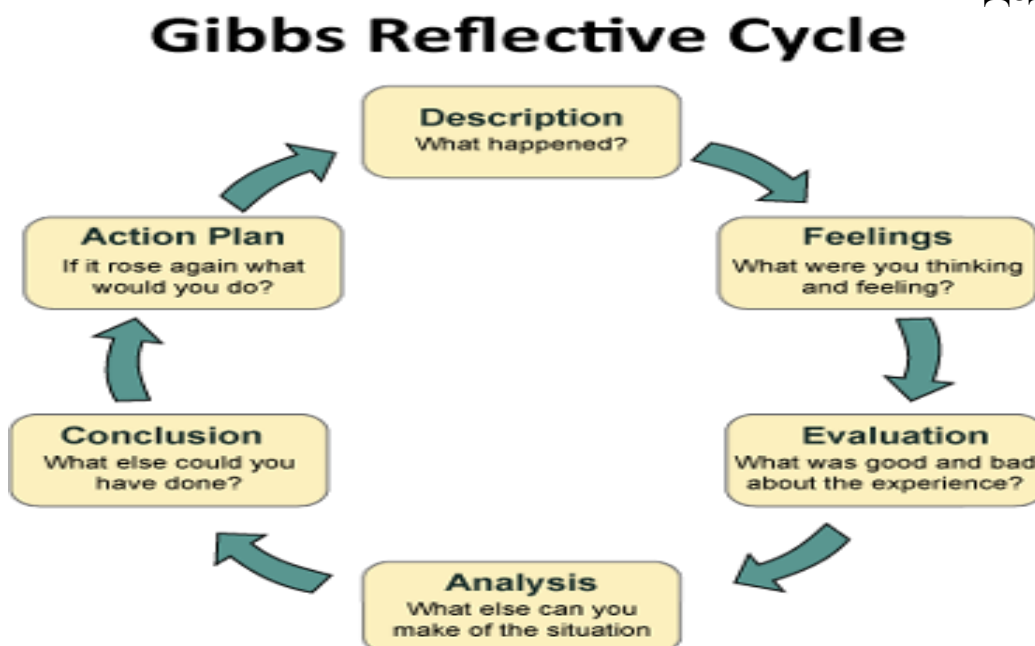 Gibbs Reflective Cycle
Description
What happened?
Feelings
What were you thinking
and feeling?
Evaluation
What was good and bad
about the experience?
Analysis
What else can you
make of the situation
Conclusion
What else could you
have done?
Action Plan
If it rose again what
would you do?